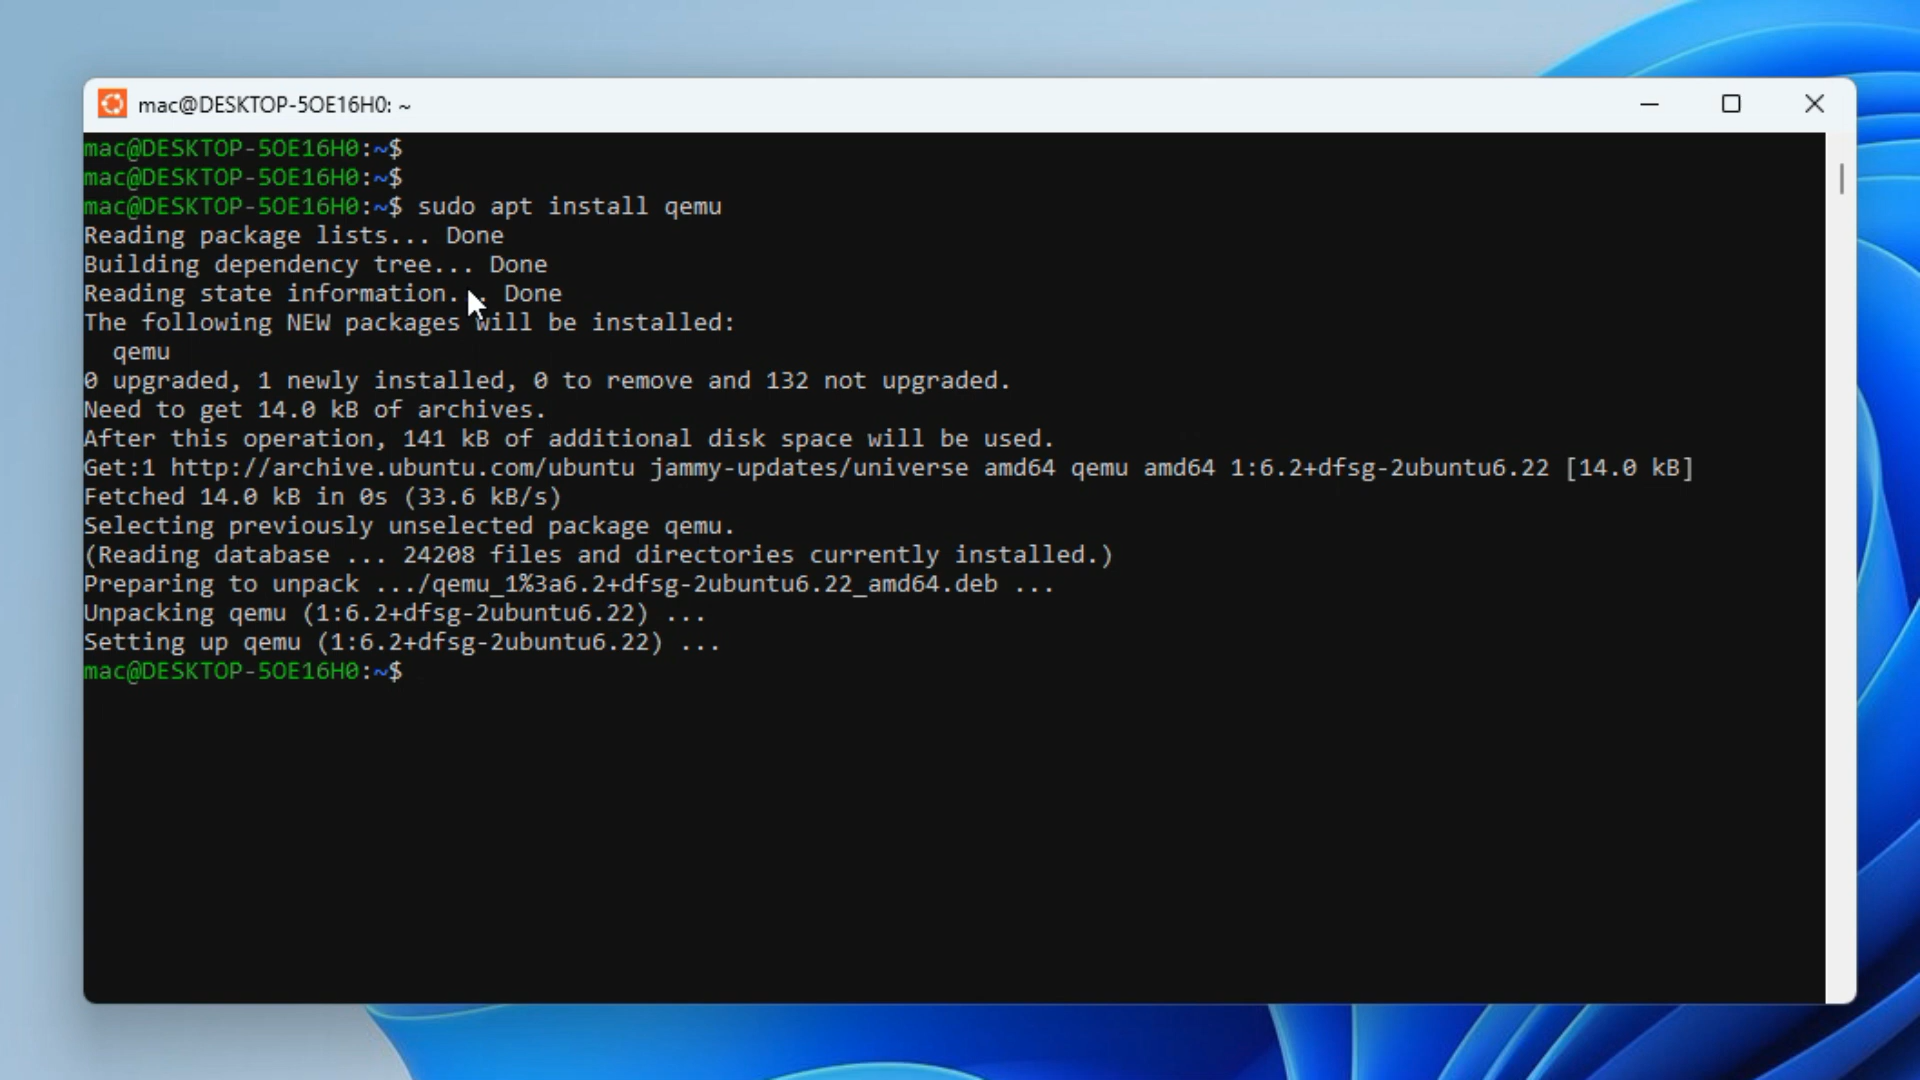 mac@DESKTOP-5OE16H0: ~
mac@DESKTOP-5OE16H0:~$
mac@DESKTOP-5OE16H0:~$
mac@DESKTOP-5OE16H0:~$ sudo apt install qemu
Reading package lists... Done
Building dependency tree... Done
Reading state information... Done
The following NEW packages will be installed:
  qemu
0 upgraded, 1 newly installed, 0 to remove and 132 not upgraded.
Need to get 14.0 kB of archives.
After this operation, 141 kB of additional disk space will be used.
Get:1 http://archive.ubuntu.com/ubuntu jammy-updates/universe amd64 qemu amd64 1:6.2+dfsg-2ubuntu6.22 [14.0 kB]
Fetched 14.0 kB in 0s (33.6 kB/s)
Selecting previously unselected package qemu.
(Reading database ... 24208 files and directories currently installed.)
Preparing to unpack .../qemu_1%3a6.2+dfsg-2ubuntu6.22_amd64.deb ...
Unpacking qemu (1:6.2+dfsg-2ubuntu6.22) ...
Setting up qemu (1:6.2+dfsg-2ubuntu6.22) ...
mac@DESKTOP-5OE16H0:~$